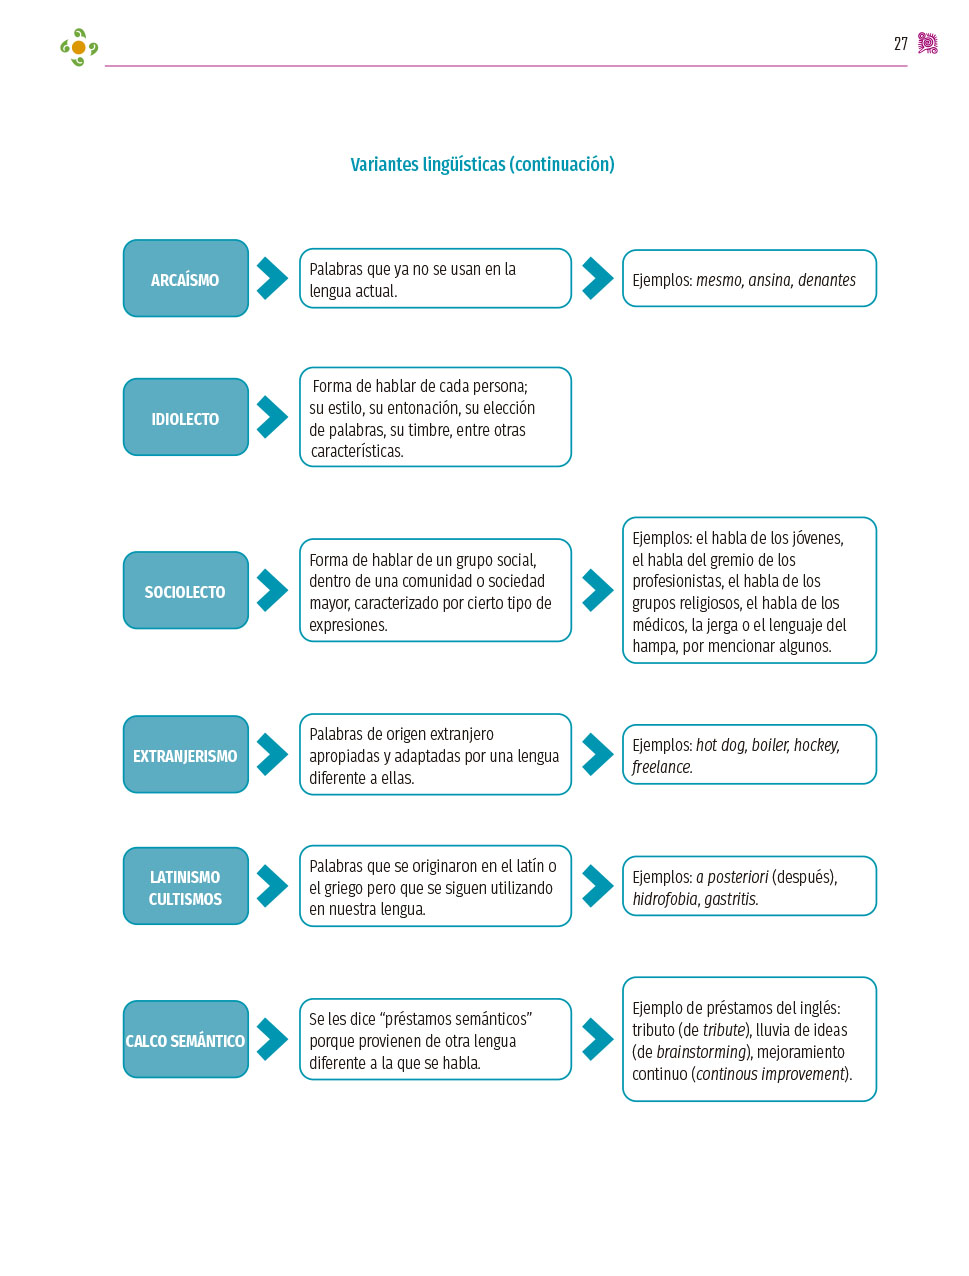 27
Variantes lingüísticas (continuación)
ARCAÍSMO
Palabras que ya no se usan en la
lengua actual.
Ejemplos: mesmo, ansina, denantes
IDIOLECTO
Forma de hablar de cada persona;
su estilo, su entonación, su elección
de palabras, su timbre, entre otras
características.
SOCIOLECTO
Forma de hablar de un grupo social,
dentro de una comunidad o sociedad
mayor, caracterizado por cierto tipo de
expresiones.
Ejemplos: el habla de los jóvenes,
el habla del gremio de los
profesionistas, el habla de los
grupos religiosos, el habla de los
médicos, la jerga o el lenguaje del
hampa, por mencionar algunos.
EXTRANJERISMO
Palabras de origen extranjero
apropiadas y adaptadas por una lengua
diferente a ellas.
Ejemplos: hot dog, boiler, hockey,
freelance.
LATINISMO
CULTISMOS
Palabras que se originaron en el latín o
el griego pero que se siguen utilizando
en nuestra lengua.
Ejemplos: a posteriori (después),
hidrofobia, gastritis.
CALCO SEMÁNTICO
Se les dice “préstamos semánticos”
porque provienen de otra lengua
diferente a la que se habla.
Ejemplo de préstamos del inglés:
tributo (de tribute), lluvia de ideas
(de brainstorming), mejoramiento
continuo (continous improvement).